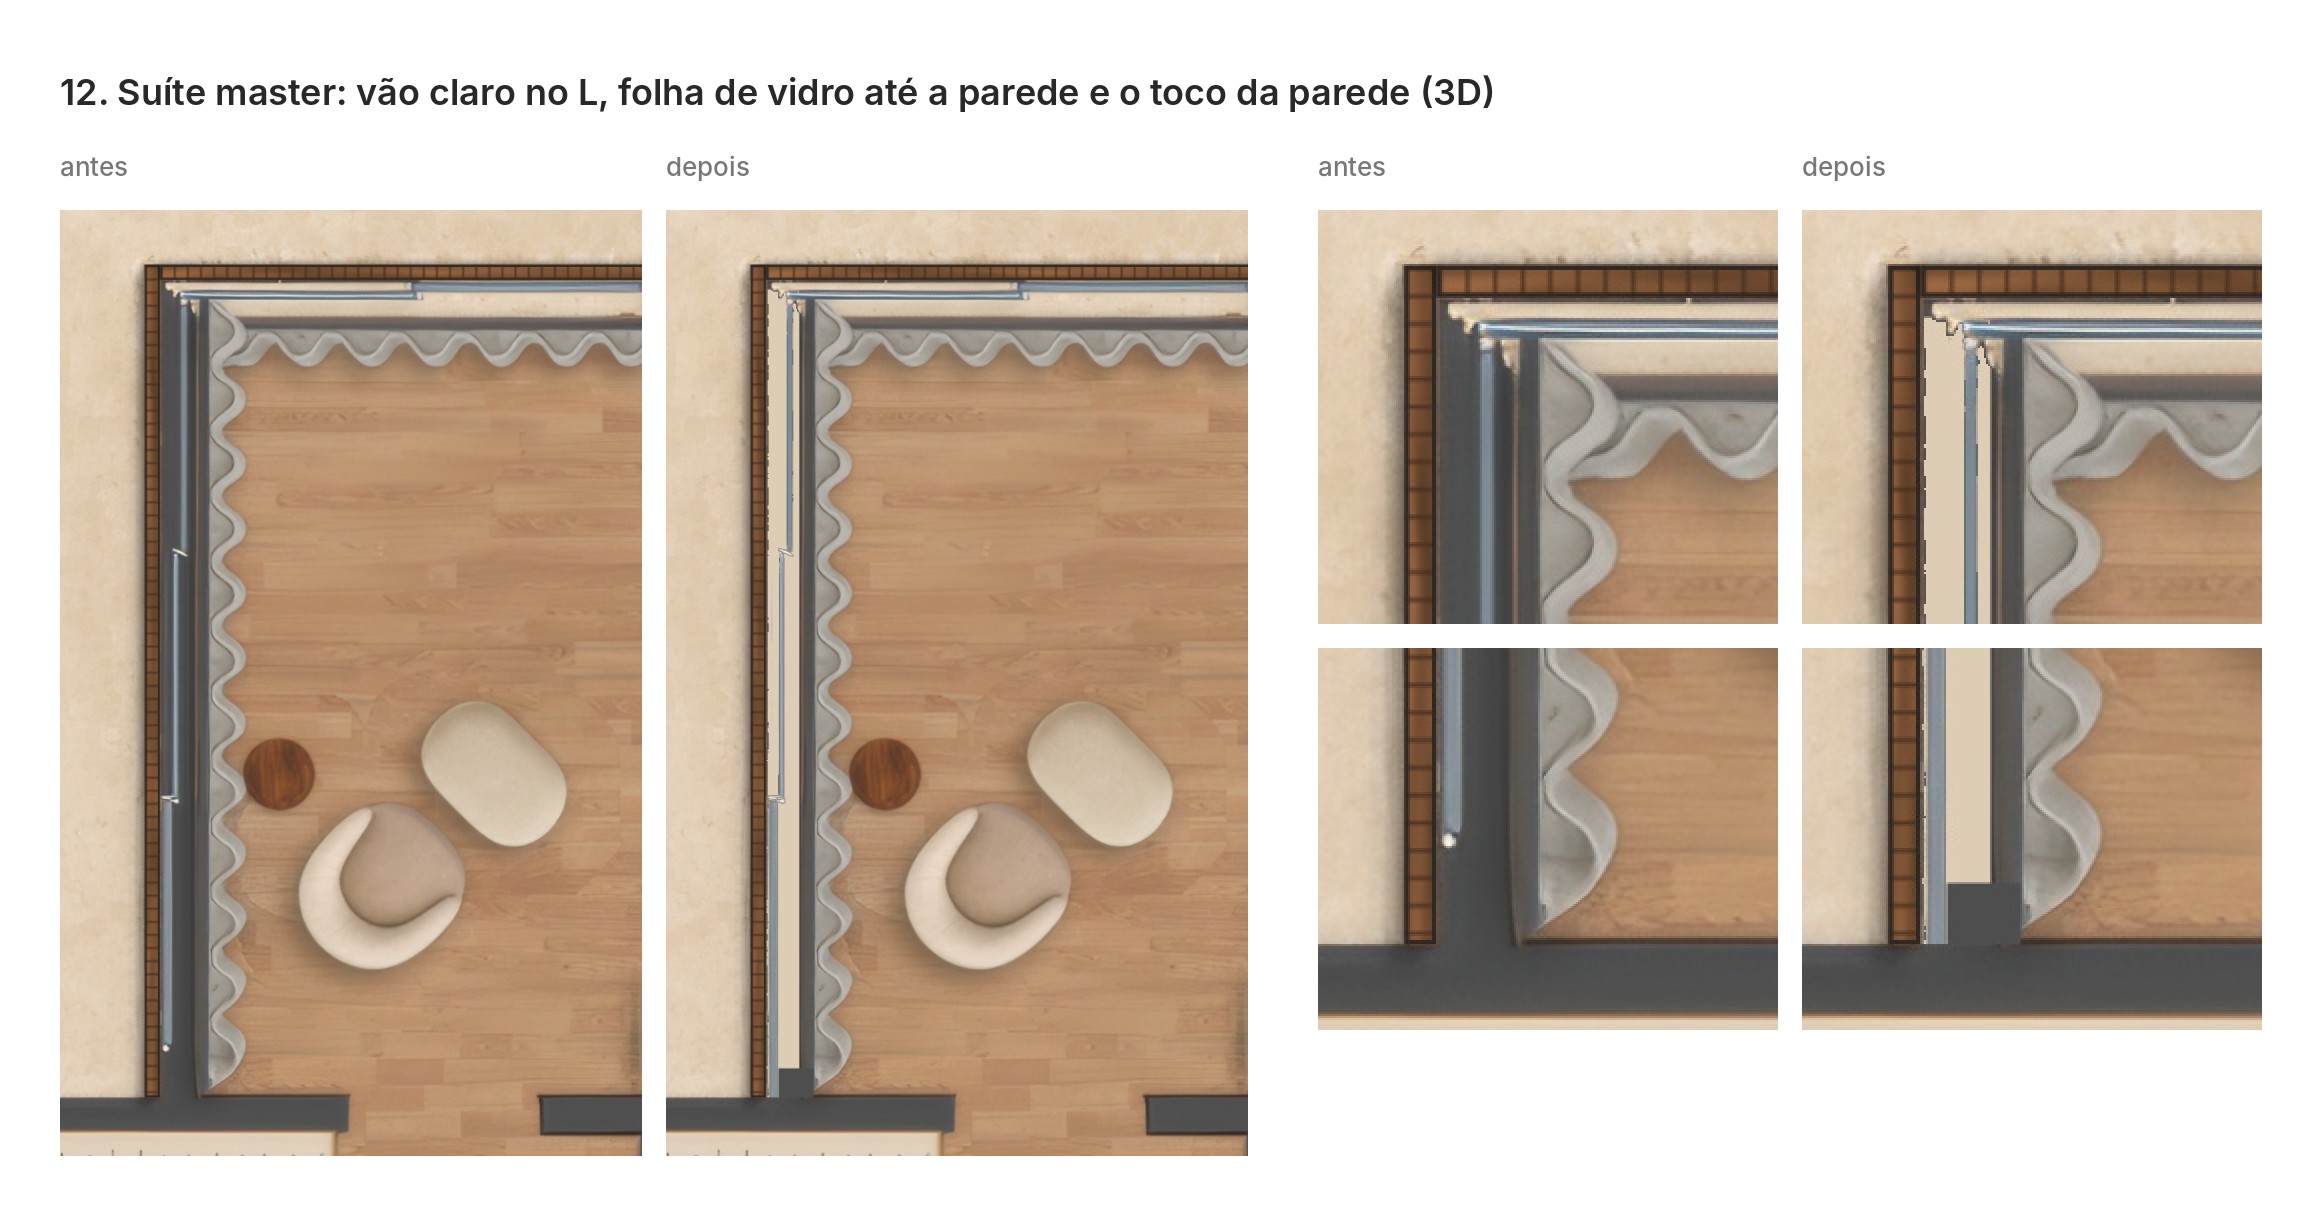 12. Suíte master: vão claro no L, folha de vidro até a parede e o toco da parede (3D)
antes
depois
antes
depois